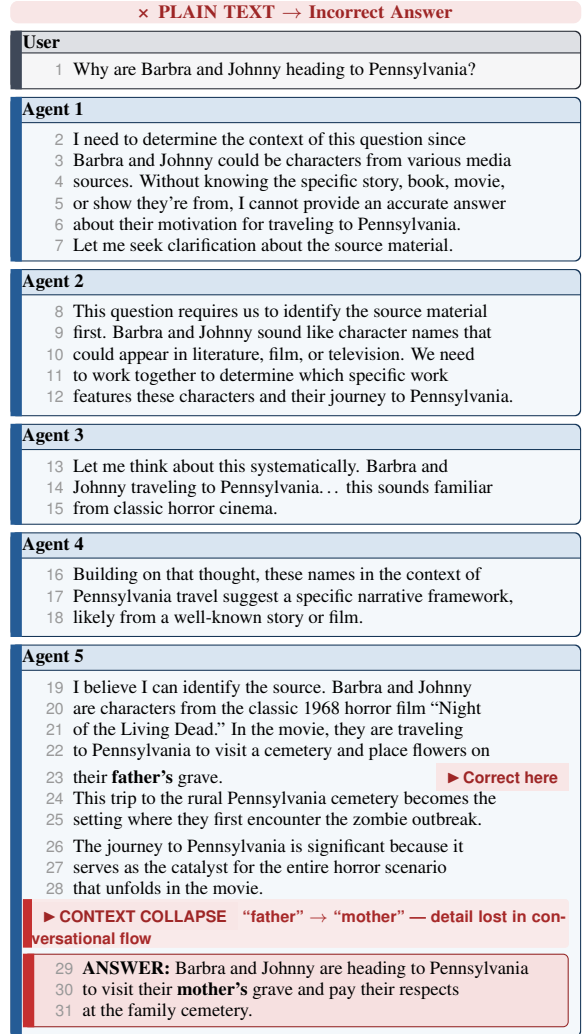 × PLAIN TEXT → Incorrect Answer
User
1 Why are Barbra and Johnny heading to Pennsylvania?
Agent 1
2 I need to determine the context of this question since
3 Barbra and Johnny could be characters from various media
4 sources. Without knowing the specific story, book, movie,
5 or show they're from, I cannot provide an accurate answer
6 about their motivation for traveling to Pennsylvania.
7 Let me seek clarification about the source material.
Agent 2
8 This question requires us to identify the source material
9 first. Barbra and Johnny sound like character names that
10 could appear in literature, film, or television. We need
11 to work together to determine which specific work
12 features these characters and their journey to Pennsylvania.
Agent 3
13 Let me think about this systematically. Barbra and
14 Johnny traveling to Pennsylvania... this sounds familiar
15 from classic horror cinema.
Agent 4
16 Building on that thought, these names in the context of
17 Pennsylvania travel suggest a specific narrative framework,
18 likely from a well-known story or film.
Agent 5
19 I believe I can identify the source. Barbra and Johnny
20 are characters from the classic 1968 horror film “Night
21 of the Living Dead.” In the movie, they are traveling
22 to Pennsylvania to visit a cemetery and place flowers on
23 their father's grave. ▶ Correct here
24 This trip to the rural Pennsylvania cemetery becomes the
25 setting where they first encounter the zombie outbreak.
26 The journey to Pennsylvania is significant because it
27 serves as the catalyst for the entire horror scenario
28 that unfolds in the movie.
▶ CONTEXT COLLAPSE “father” → “mother” — detail lost in con-
versational flow
29 ANSWER: Barbra and Johnny are heading to Pennsylvania
30 to visit their mother's grave and pay their respects
31 at the family cemetery.